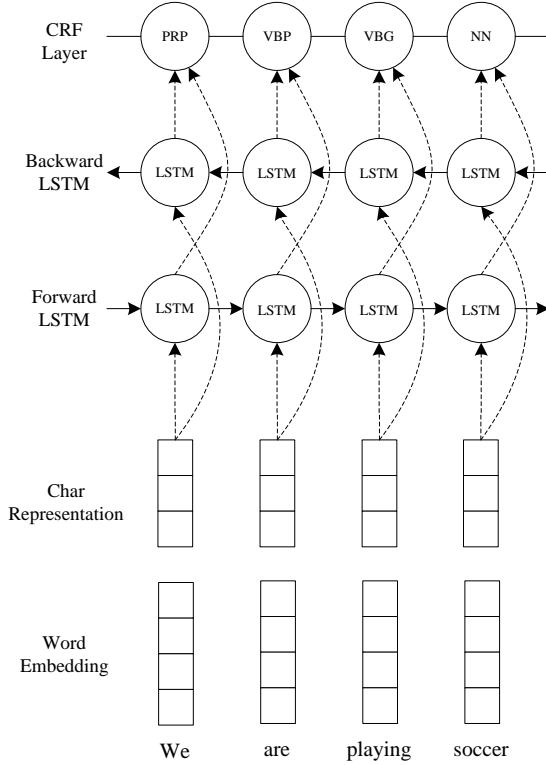 CRF
Layer
PRP VBP VBG NN
Backward
LSTM
LSTM LSTM LSTM LSTM
Forward
LSTM
LSTM LSTM LSTM LSTM
Char
Representation
Word
Embedding
We are playing soccer